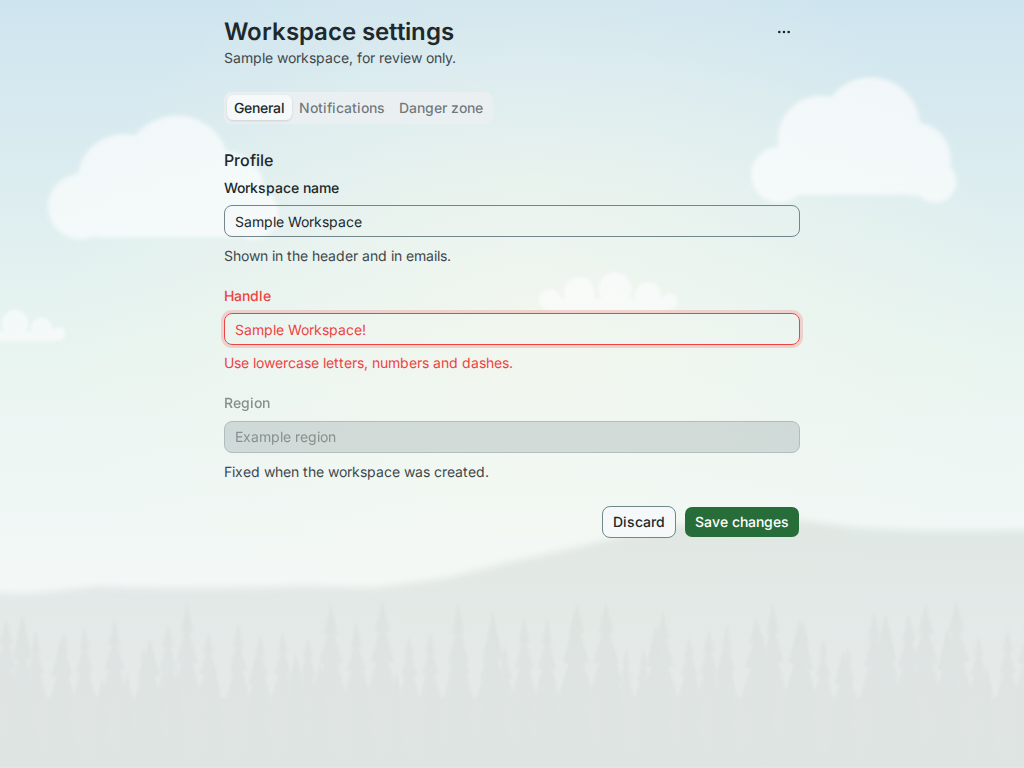 Workspace settings
...
Sample workspace, for review only.
General Notifications Danger zone
Profile
Workspace name
Sample Workspace
Shown in the header and in emails.
Handle
Sample Workspace!
Use lowercase letters, numbers and dashes.
Region
Example region
Fixed when the workspace was created.
Discard Save changes